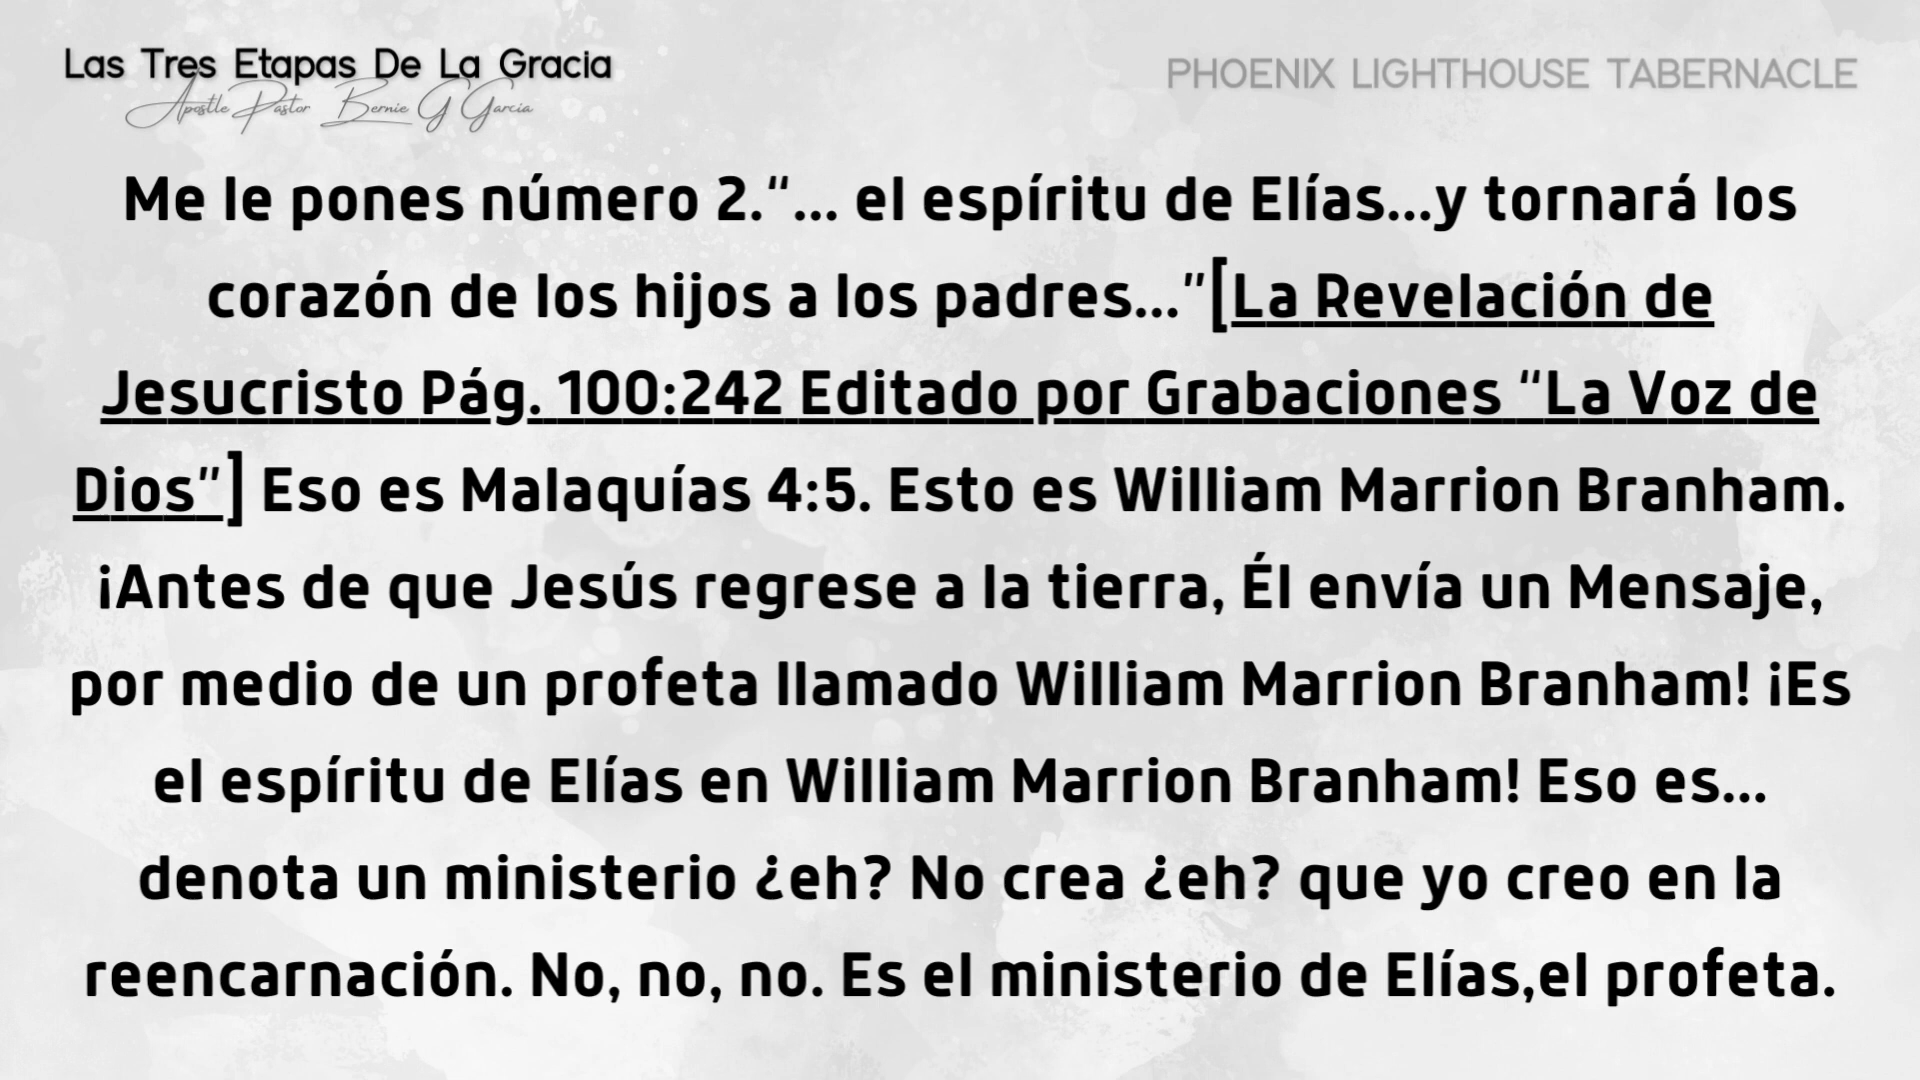 Las Tres Etapas De La Gracia
Apostle Pastor Bernie G Garcia
PHOENIX LIGHTHOUSE TABERNACLE
Me le pones número 2.“... el espíritu de Elías...y tornará los
corazón de los hijos a los padres...”[La Revelación de
Jesucristo Pág. 100:242 Editado por Grabaciones “La Voz de
Dios”] Eso es Malaquías 4:5. Esto es William Marrion Branham.
¡Antes de que Jesús regrese a la tierra, Él envía un Mensaje,
por medio de un profeta llamado William Marrion Branham! ¡Es
el espíritu de Elías en William Marrion Branham! Eso es...
denota un ministerio ¿eh? No crea ¿eh? que yo creo en la
reencarnación. No, no, no. Es el ministerio de Elías,el profeta.